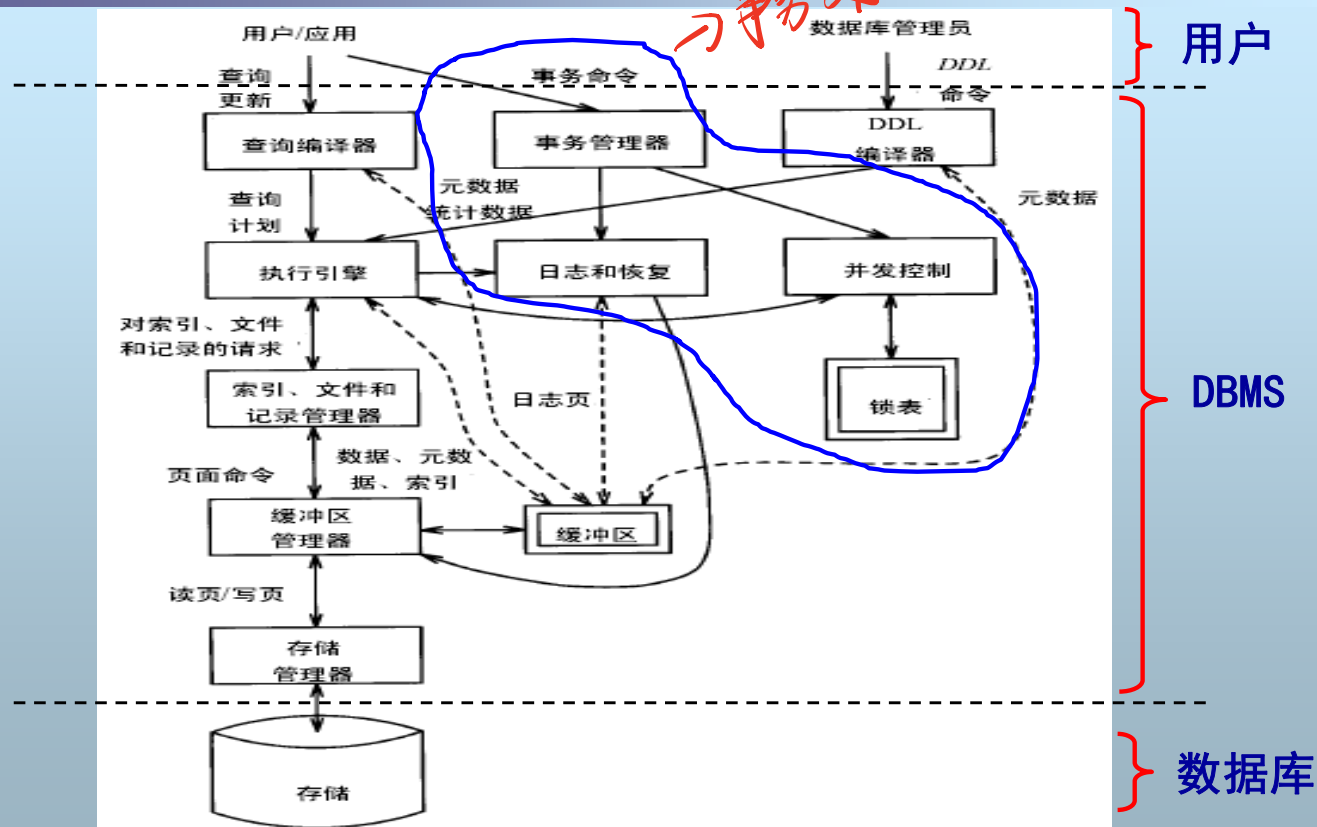 用户/应用
数据库管理员
用户
查询
更新
事务命令
DDL
命令
查询编译器
事务管理器
DDL
编译器
查询
计划
元数据
统计数据
元数据
执行引擎
日志和恢复
并发控制
对索引、文件
和记录的请求
索引、文件和
记录管理器
日志页
锁表
DBMS
页面命令
数据、元数
据、索引
缓冲区
管理器
缓冲区
读页/写页
存储
管理器
存储
数据库
事务